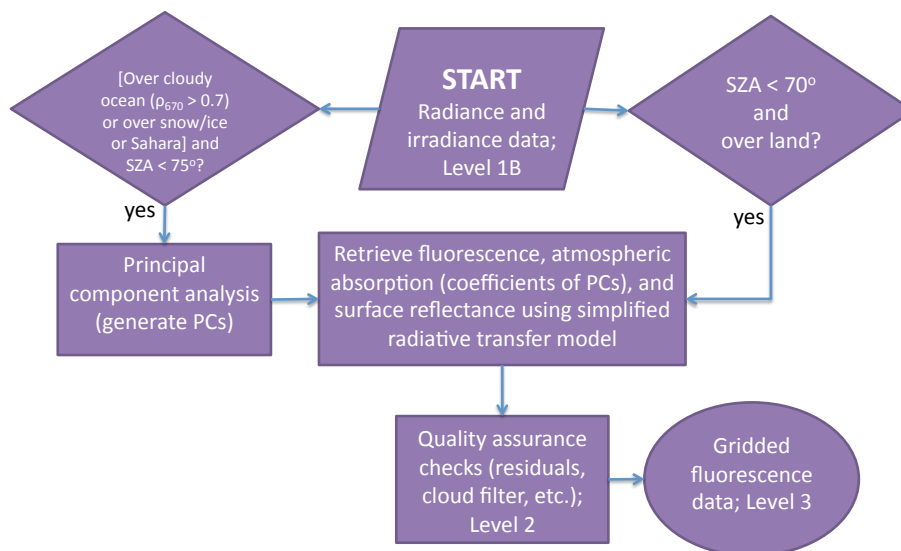 [Over cloudy
ocean (ρ₆₇₀ > 0.7)
or over snow/ice
or Sahara] and
SZA < 75°?
START
Radiance and
irradiance data;
Level 1B
SZA < 70°
and
over land?
yes
yes
Principal
component analysis
(generate PCs)
Retrieve fluorescence, atmospheric
absorption (coefficients of PCs), and
surface reflectance using simplified
radiative transfer model
Quality assurance
checks (residuals,
cloud filter, etc.);
Level 2
Gridded
fluorescence
data; Level 3